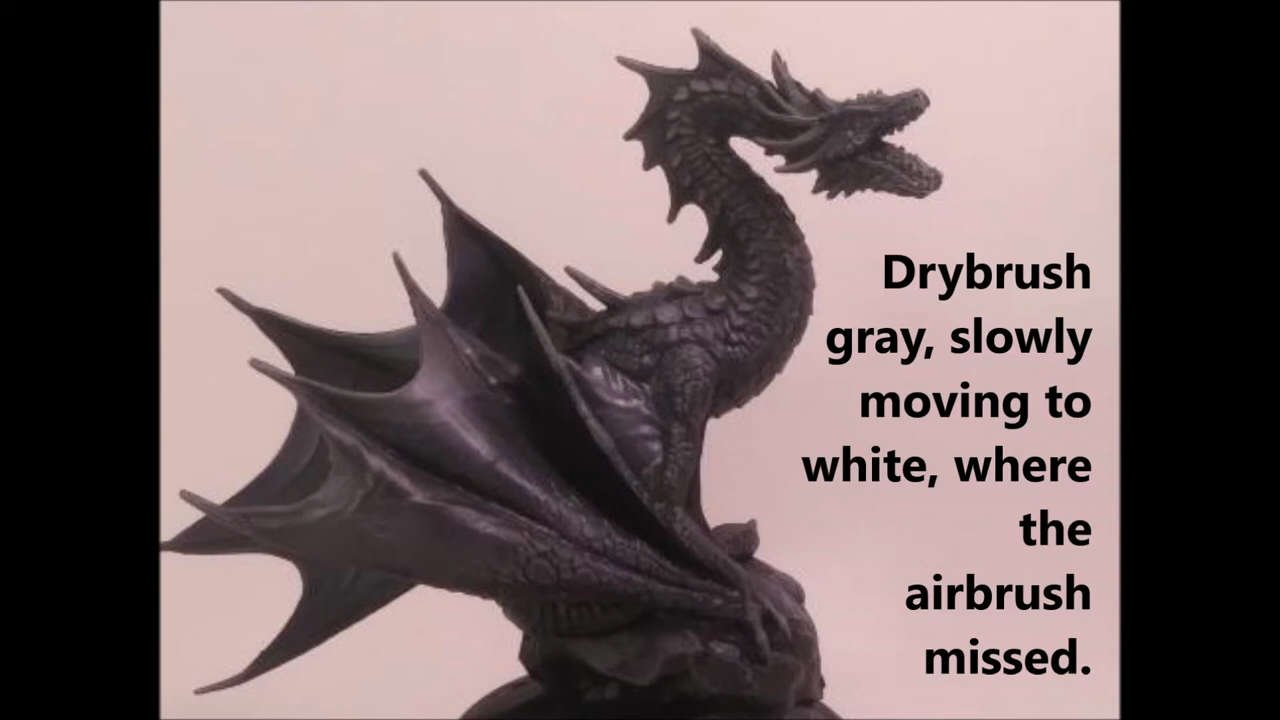 Drybrush
gray, slowly
moving to
white, where
the
airbrush
missed.